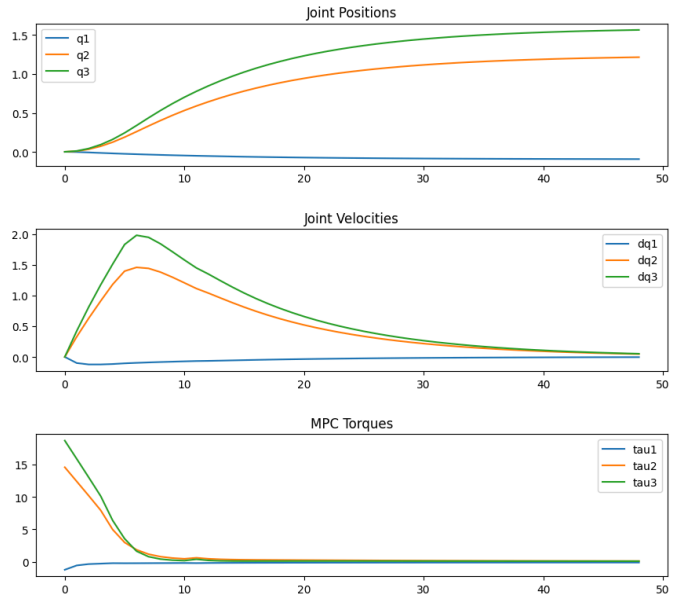 Joint Positions
1.5
1.0
0.5
0.0
q1
q2
q3
0 10 20 30 40 50
Joint Velocities
2.0
1.5
1.0
0.5
0.0
dq1
dq2
dq3
0 10 20 30 40 50
MPC Torques
15
10
5
0
tau1
tau2
tau3
0 10 20 30 40 50